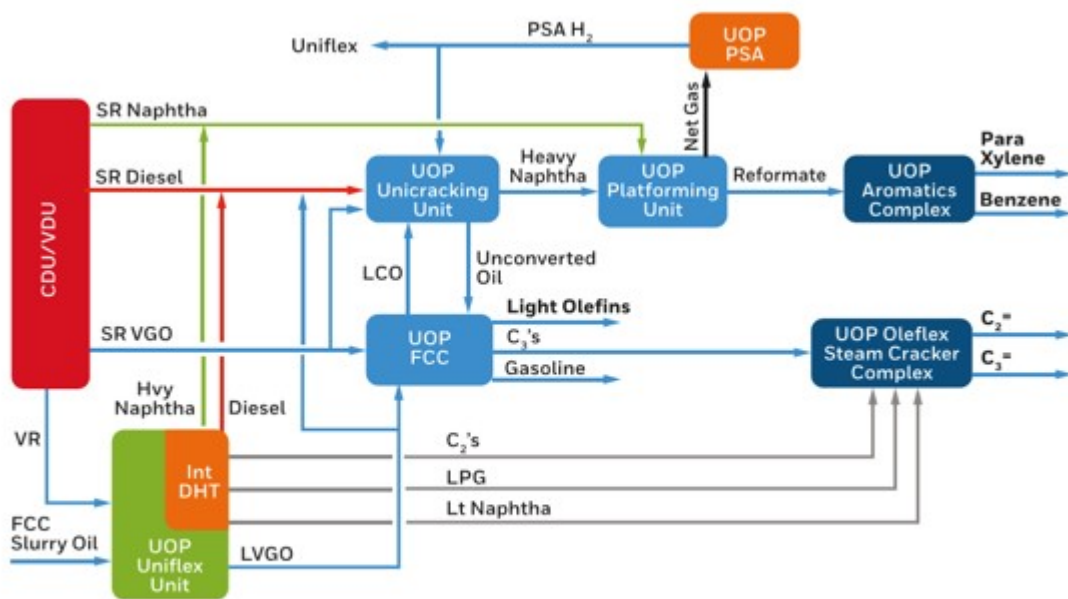 PSA H₂
Uniflex
UOP
PSA
SR Naphtha
Net Gas
Para
Xylene
SR Diesel
UOP
Unicracking
Unit
Heavy
Naphtha
UOP
Platforming
Unit
Reformate
UOP
Aromatics
Complex
Benzene
CDU/VDU
LCO
Unconverted
Oil
Light Olefins
SR VGO
UOP
FCC
C₃'s
Gasoline
UOP Oleflex
Steam Cracker
Complex
C₂=
C₃=
Hvy
Naphtha
Diesel
VR
C₂'s
Int
DHT
LPG
Lt Naphtha
FCC
Slurry Oil
UOP
Uniflex
Unit
LVGO